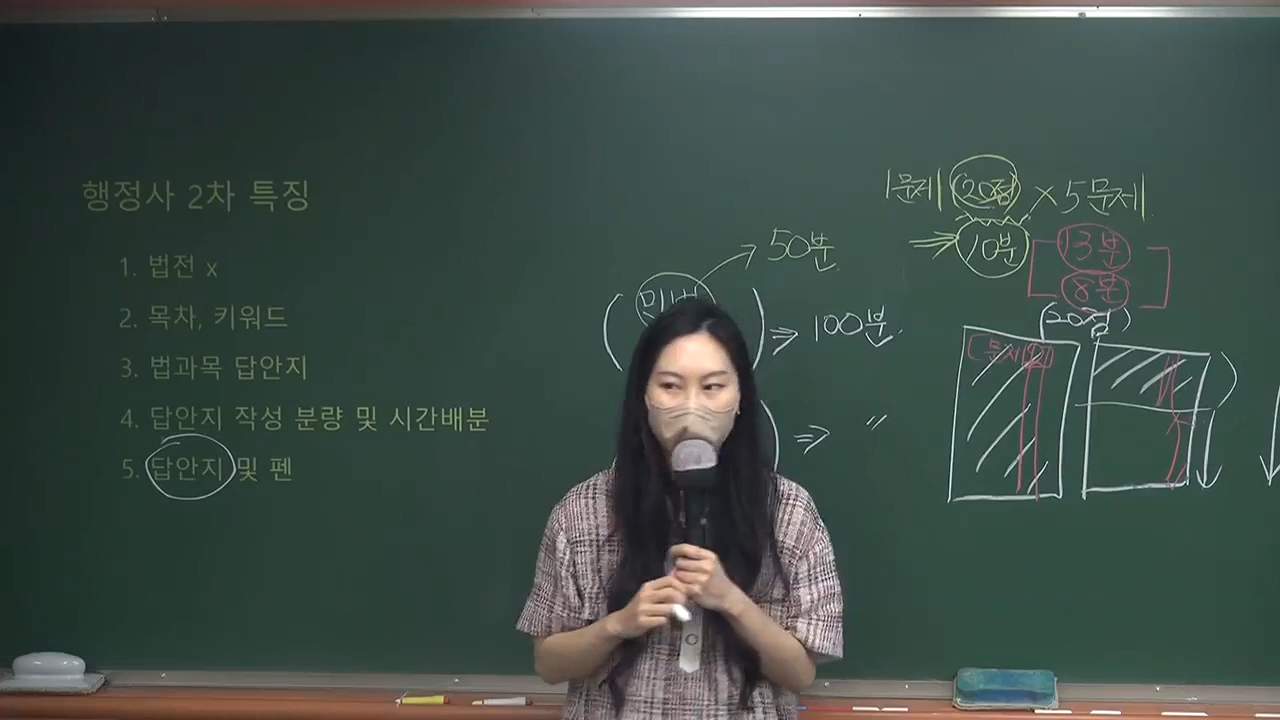 행정사 2차 특징
1. 법전 x
2. 목차, 키워드
3. 법과목 답안지
4. 답안지 작성 분량 및 시간배분
5. 답안지 및 펜
50분
100분
〃
1문제 20점 × 5문제
10분
13분
8분
(20점)